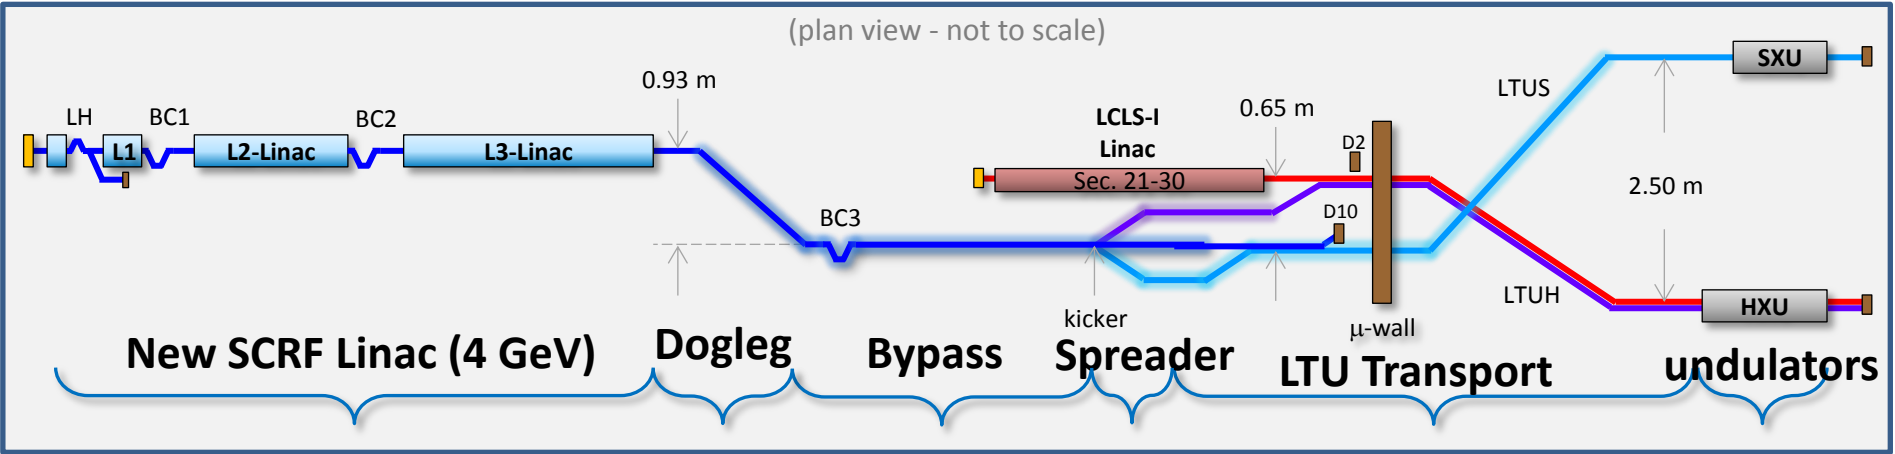 (plan view - not to scale)
0.93 m
LH
BC1
BC2
L1
L2-Linac
L3-Linac
BC3
LCLS-I
Linac
Sec. 21-30
0.65 m
D2
D10
LTUS
SXU
2.50 m
LTUH
HXU
kicker
μ-wall
New SCRF Linac (4 GeV)
Dogleg
Bypass
Spreader
LTU Transport
undulators